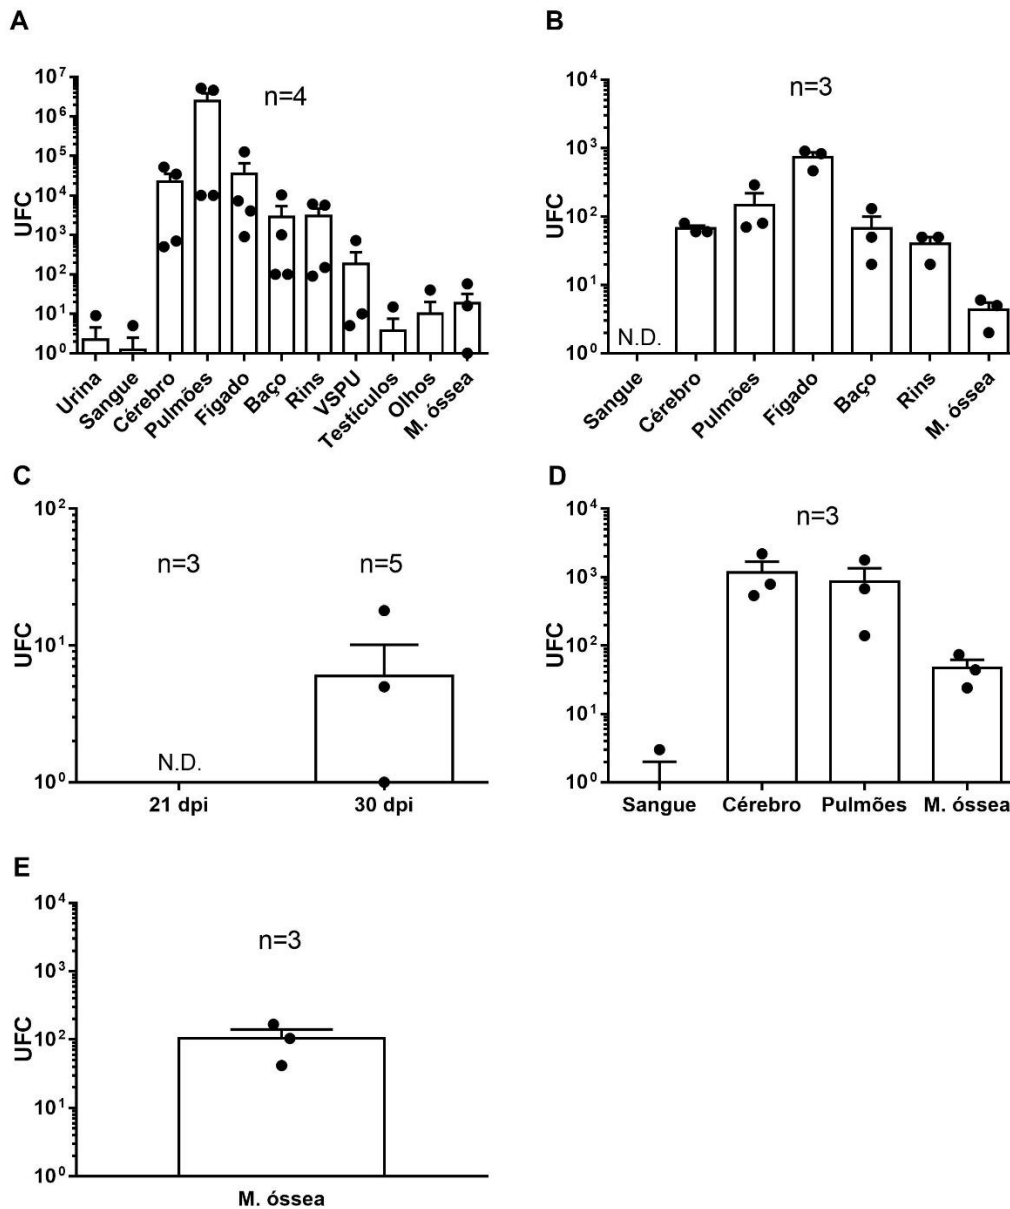 A
UFC
10⁷
10⁶
10⁵
10⁴
10³
10²
10¹
10⁰
n=4
Urina
Sangue
Cérebro
Pulmões
Fígado
Baço
Rins
VSPU
Testículos
Olhos
M. óssea
B
UFC
10⁴
10³
10²
10¹
10⁰
n=3
N.D.
Sangue
Cérebro
Pulmões
Fígado
Baço
Rins
M. óssea
C
UFC
10²
10¹
10⁰
n=3
n=5
N.D.
21 dpi
30 dpi
D
UFC
10⁴
10³
10²
10¹
10⁰
n=3
Sangue
Cérebro
Pulmões
M. óssea
E
UFC
10⁴
10³
10²
10¹
10⁰
n=3
M. óssea